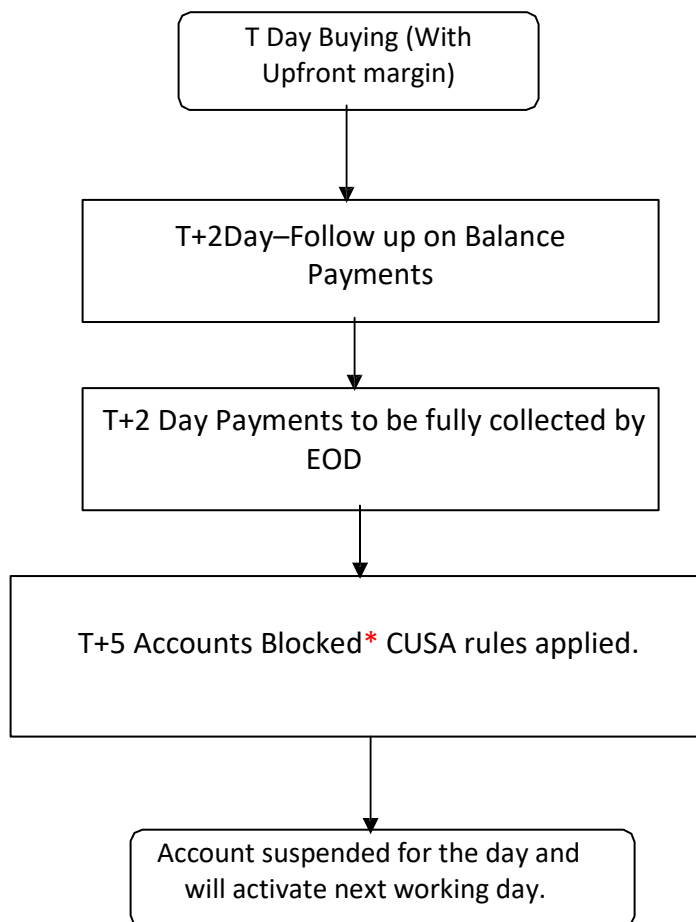 T Day Buying (With
Upfront margin)
T+2Day–Follow up on Balance
Payments
T+2 Day Payments to be fully collected by
EOD
T+5 Accounts Blocked* CUSA rules applied.
Account suspended for the day and
will activate next working day.